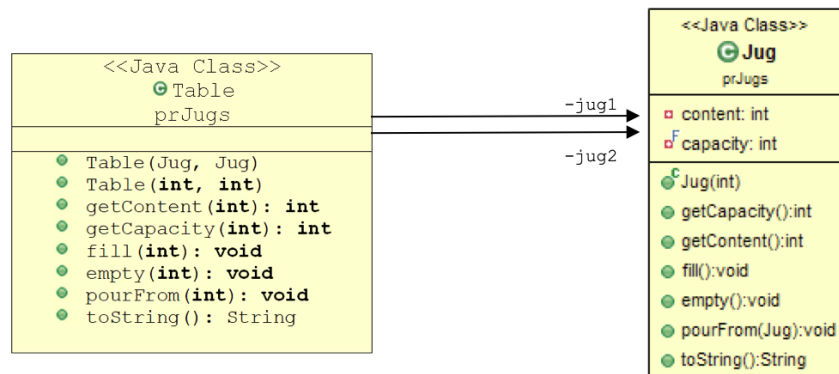 <<Java Class>>
Table
prJugs
Table(Jug, Jug)
Table(int, int)
getContent(int): int
getCapacity(int): int
fill(int): void
empty(int): void
pourFrom(int): void
toString(): String
-jug1
-jug2
<<Java Class>>
Jug
prJugs
content: int
capacity: int
Jug(int)
getCapacity():int
getContent():int
fill():void
empty():void
pourFrom(Jug):void
toString():String